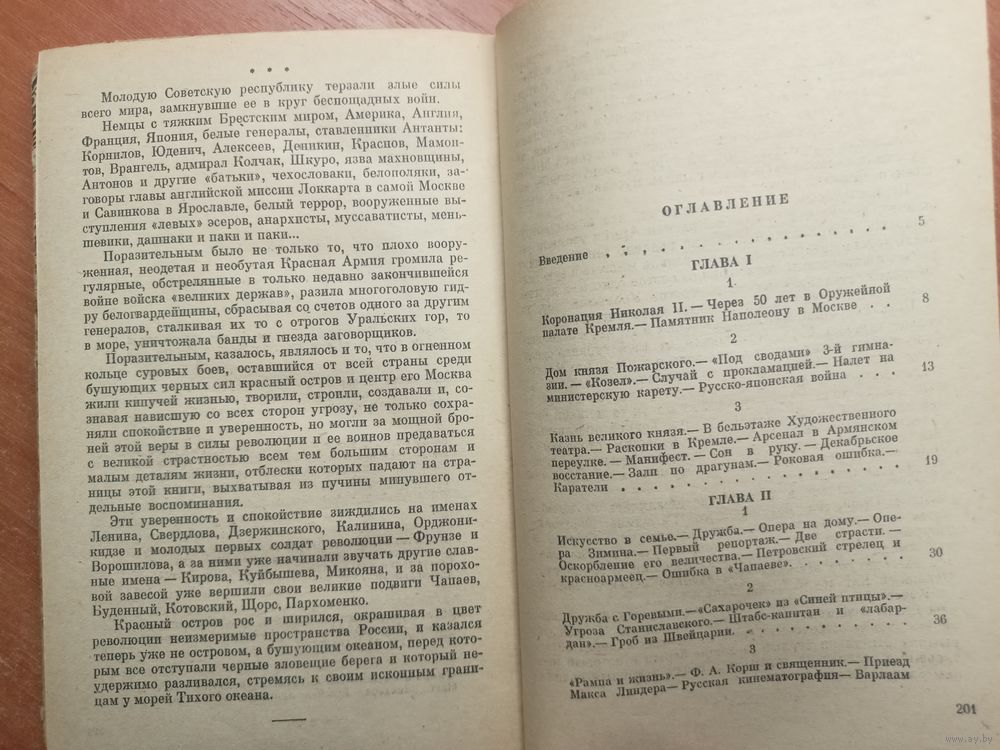 * * *
Молодую Советскую республику терзали злые силы
всего мира, замкнувшие ее в круг беспощадных войн.
Немцы с тяжким Брестским миром, Америка, Англия,
Франция, Япония, белые генералы, ставленники Антанты:
Корнилов, Юденич, Алексеев, Деникин, Краснов, Мамон-
тов, Врангель, адмирал Колчак, Шкуро, язва махновщины,
Антонов и другие «батьки», чехословаки, белополяки, за-
говоры главы английской миссии Локкарта в самой Москве
и Савинкова в Ярославле, белый террор, вооруженные вы-
ступления «левых» эсеров, анархисты, муссаватисты, мень-
шевики, дашнаки и паки и паки...
Поразительным было не только то, что плохо воору-
женная, неодетая и необутая Красная Армия громила ре-
гулярные, обстрелянные в только недавно закончившейся
войне войска «великих держав», разила многоголовую гид-
ру белогвардейщины, сбрасывая со счетов одного за другим
генералов, сталкивая их то с отрогов Уральских гор, то
в море, уничтожала банды и гнезда заговорщиков.
Поразительным, казалось, являлось и то, что в огненном
кольце суровых боев, оставшийся от всей страны среди
бушующих черных сил красный остров и центр его Москва
жили кипучей жизнью, творили, строили, создавали и, со-
знавая нависшую со всех сторон угрозу, не только сохра-
няли спокойствие и уверенность, но могли за мощной бро-
ней этой веры в силы революции и ее воинов предаваться
с великой страстностью всем тем большим сторонам и
малым деталям жизни, отблески которых падают на стра-
ницы этой книги, выхватывая из пучины минувшего от-
дельные воспоминания.
Эти уверенность и спокойствие зиждились на именах
Ленина, Свердлова, Дзержинского, Калинина, Орджони-
кидзе и молодых первых солдат революции — Фрунзе и
Ворошилова, а за ними уже начинали звучать другие слав-
ные имена — Кирова, Куйбышева, Микояна, и за порохо-
вой завесой уже вершили свои великие подвиги Чапаев,
Буденный, Котовский, Щорс, Пархоменко.
Красный остров рос и ширился, окрашивая в цвет
революции неизмеримые пространства России, и казался
теперь уже не островом, а бушующим океаном, перед кото-
рым все отступали черные зловещие берега и который не-
удержимо разливался, стремясь к своим исконным грани-
цам у морей Тихого океана.
ОГЛАВЛЕНИЕ
Введение . . . . . . . . . . . . . . . . 5
ГЛАВА I
1
Коронация Николая II.— Через 50 лет в Оружейной
палате Кремля.— Памятник Наполеону в Москве . . 8
2
Дом князя Пожарского.— «Под сводами» 3-й гимна-
зии. — «Козел».— Случай с прокламацией.— Налет на
министерскую карету.— Русско-японская война . . . 13
3
Казнь великого князя.— В бельэтаже Художественного
театра.— Раскопки в Кремле.— Арсенал в Армянском
переулке. — Манифест. — Сон в руку. — Декабрьское
восстание.— Залп по драгунам.— Роковая ошибка.—
Каратели . . . . . . . . . . . . . . . . 19
ГЛАВА II
1
Искусство в семье.— Дружба.— Опера на дому.— Опе-
ра Зимина.— Первый репортаж.— Две страсти. —
Оскорбление его величества.— Петровский стрелец и
красноармеец.— Ошибка в «Чапаеве» . . . . . . . 30
2
Дружба с Горевыми.— «Сахарочек» из «Синей птицы».—
Угроза Станиславского.— Штабс-капитан и «лабар-
дан».— Гроб из Швейцарии . . . . . . . . . . 36
3
«Рампа и жизнь».— Ф. А. Корш и священник.— Приезд
Макса Линдера— Русская кинематография— Варлаам
201
www.ay.by